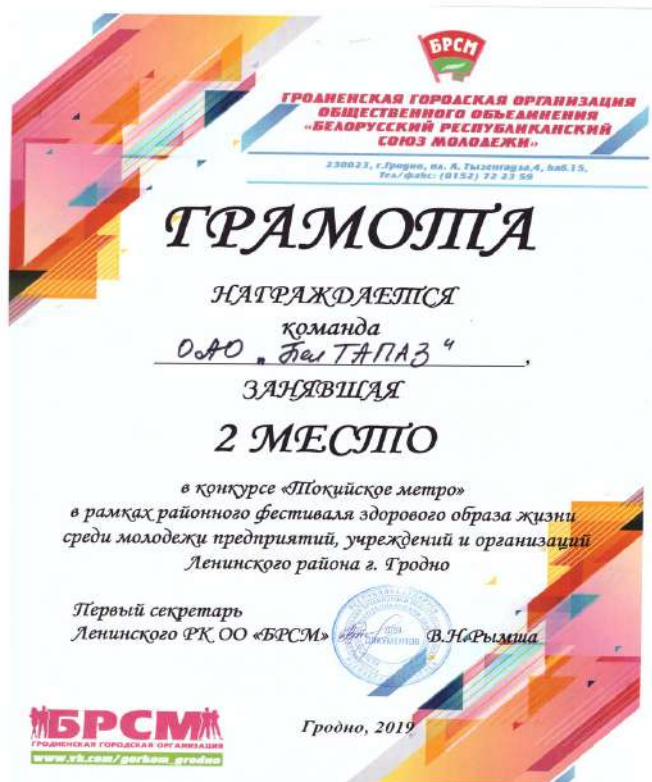 БРСМ
ГРОДНЕНСКАЯ ГОРОДСКАЯ ОРГАНИЗАЦИЯ
ОБЩЕСТВЕННОГО ОБЪЕДИНЕНИЯ
«БЕЛОРУССКИЙ РЕСПУБЛИКАНСКИЙ
СОЮЗ МОЛОДЕЖИ»
230023, г.Гродно, пл. А. Тызенгауза,4, каб.15,
Тел/факс: (0152) 72 23 59
ГРАМОТА
НАГРАЖДАЕТСЯ
команда
ОАО „БелТАПАЗ“,
ЗАНЯВШАЯ
2 МЕСТО
в конкурсе «Токийское метро»
в рамках районного фестиваля здорового образа жизни
среди молодежи предприятий, учреждений и организаций
Ленинского района г. Гродно
Первый секретарь
Ленинского РК ОО «БРСМ» В.Н.Рымша
ДЛЯ
ДОКУМЕНТОВ
Гродно, 2019
БРСМ
ГРОДНЕНСКАЯ ГОРОДСКАЯ ОРГАНИЗАЦИЯ
www.vk.com/gorkom_grodno